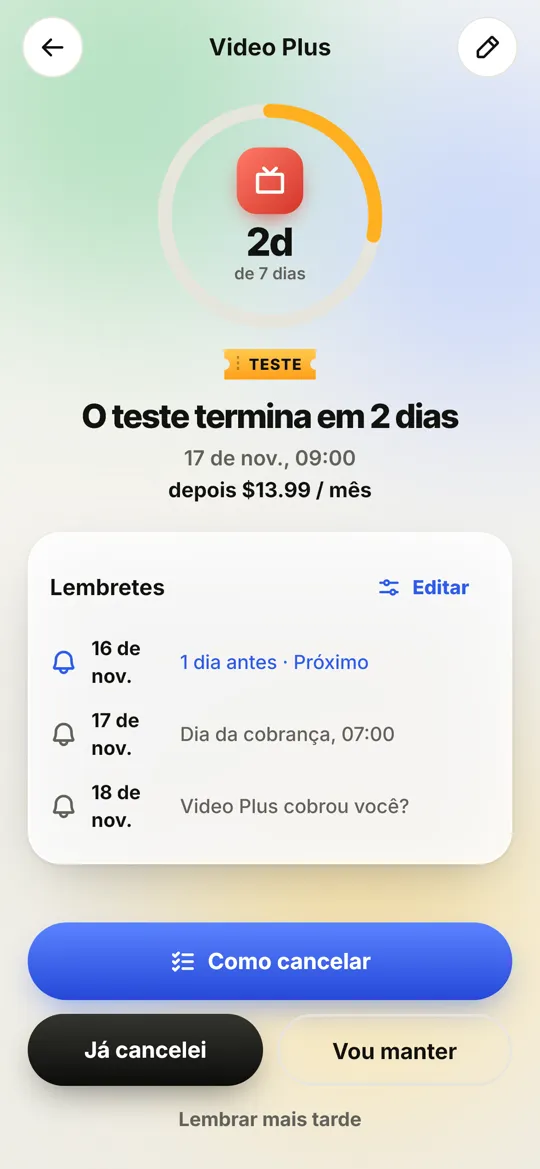 Video Plus
2d
de 7 dias
TESTE
O teste termina em 2 dias
17 de nov., 09:00
depois $13.99 / mês
Lembretes
Editar
16 de
nov.
1 dia antes · Próximo
17 de
nov.
Dia da cobrança, 07:00
18 de
nov.
Video Plus cobrou você?
Como cancelar
Já cancelei
Vou manter
Lembrar mais tarde